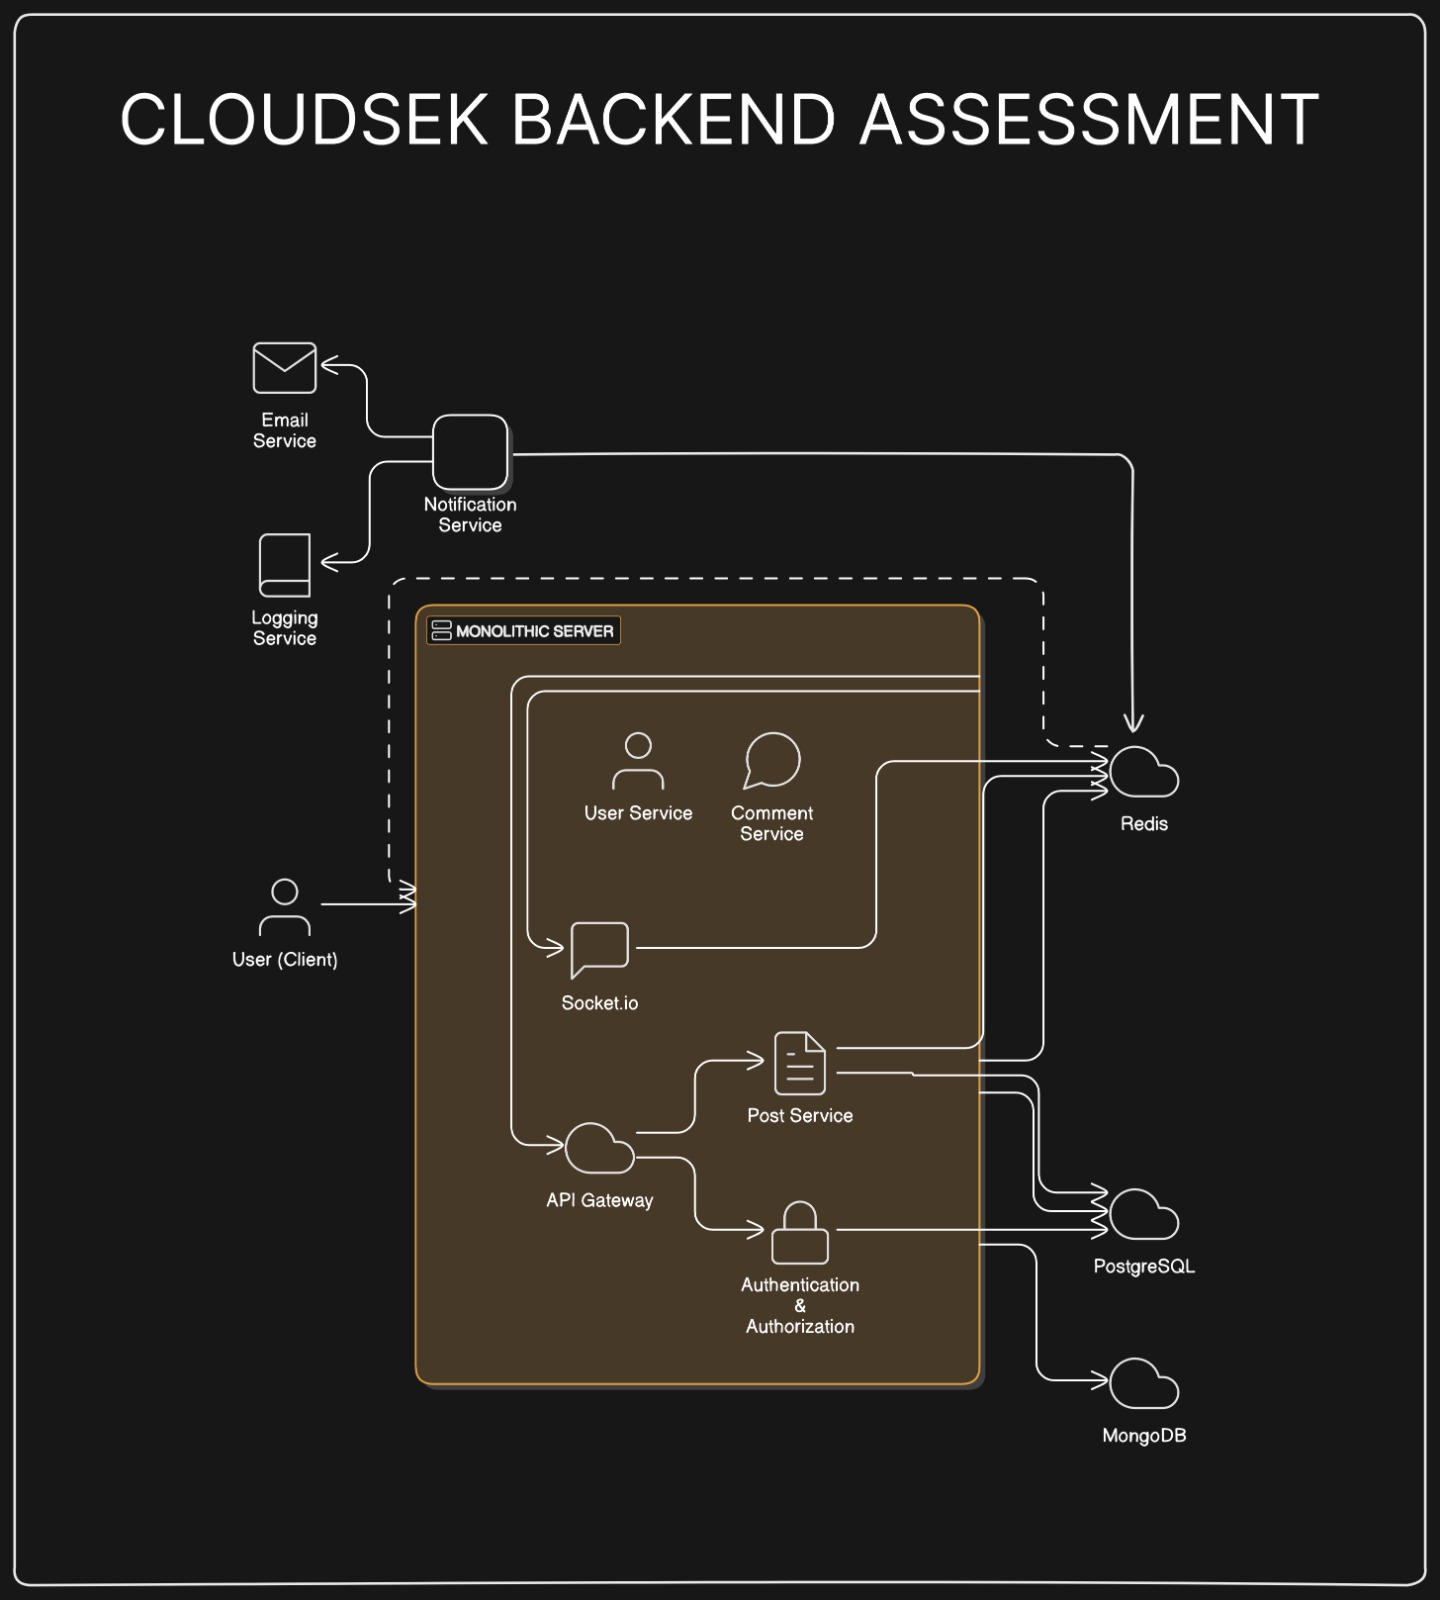 CLOUDSEK BACKEND ASSESSMENT
Email
Service
Notification
Service
Logging
Service
MONOLITHIC SERVER
User Service
Comment
Service
Redis
User (Client)
Socket.io
Post Service
API Gateway
PostgreSQL
Authentication
&
Authorization
MongoDB